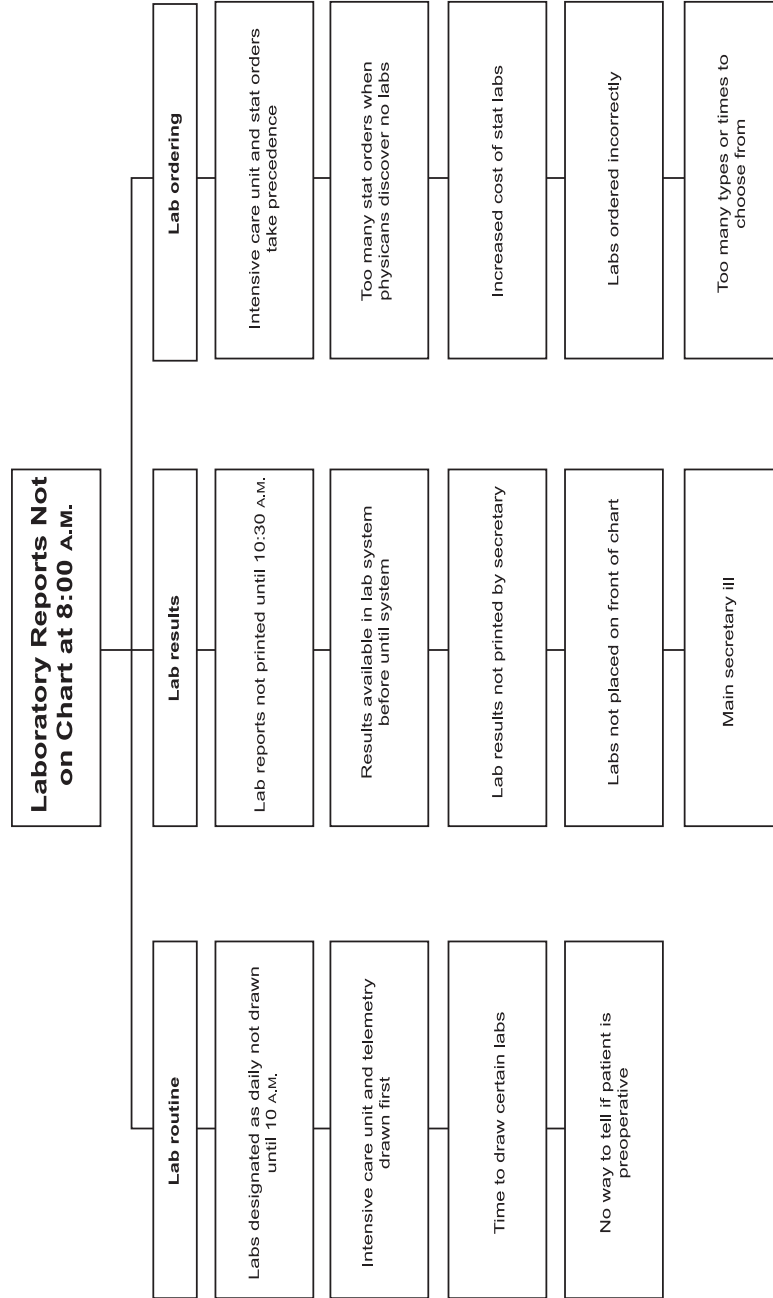 Laboratory Reports Not
on Chart at 8:00 A.M.
Lab routine
Labs designated as daily not drawn
until 10 A.M.
Intensive care unit and telemetry
drawn first
Time to draw certain labs
No way to tell if patient is
preoperative
Lab results
Lab reports not printed until 10:30 A.M.
Results available in lab system
before until system
Lab results not printed by secretary
Labs not placed on front of chart
Main secretary ill
Lab ordering
Intensive care unit and stat orders
take precedence
Too many stat orders when
physicans discover no labs
Increased cost of stat labs
Labs ordered incorrectly
Too many types or times to
choose from